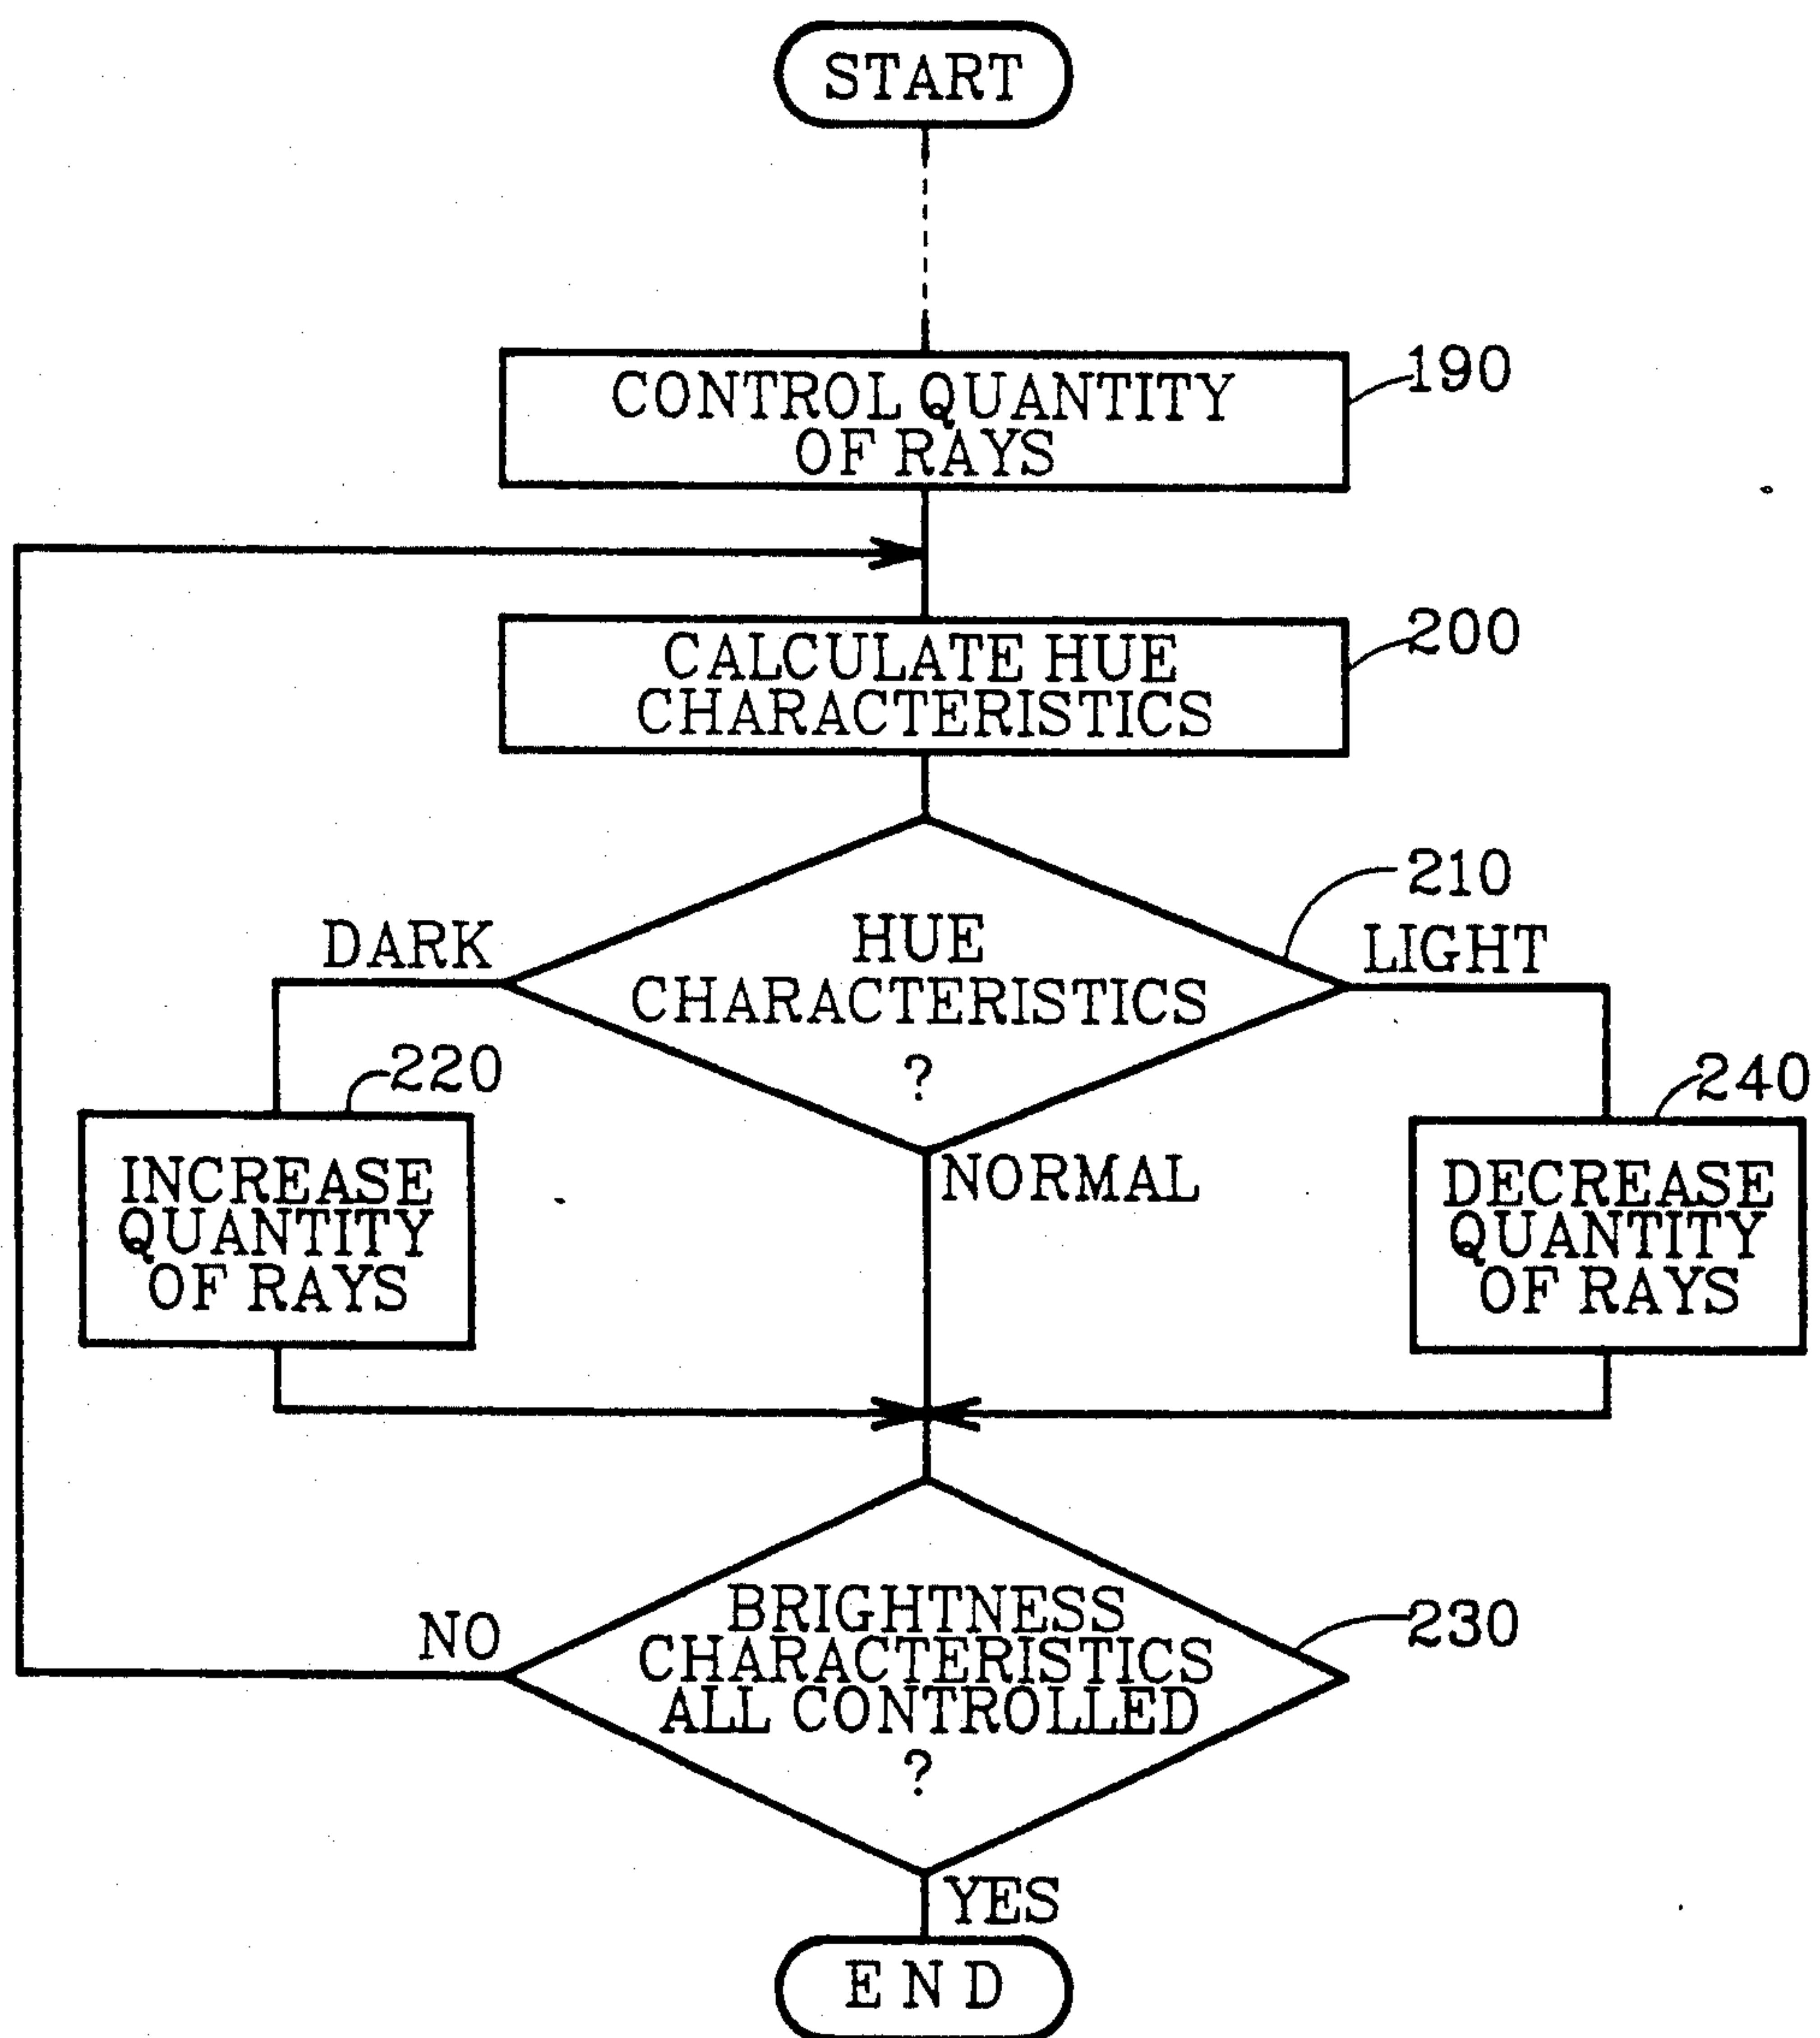 START
CONTROL QUANTITY
OF RAYS
190
CALCULATE HUE
CHARACTERISTICS
200
HUE
CHARACTERISTICS
?
210
DARK
LIGHT
NORMAL
220
INCREASE
QUANTITY
OF RAYS
240
DECREASE
QUANTITY
OF RAYS
BRIGHTNESS
CHARACTERISTICS
ALL CONTROLLED
?
230
NO
YES
END